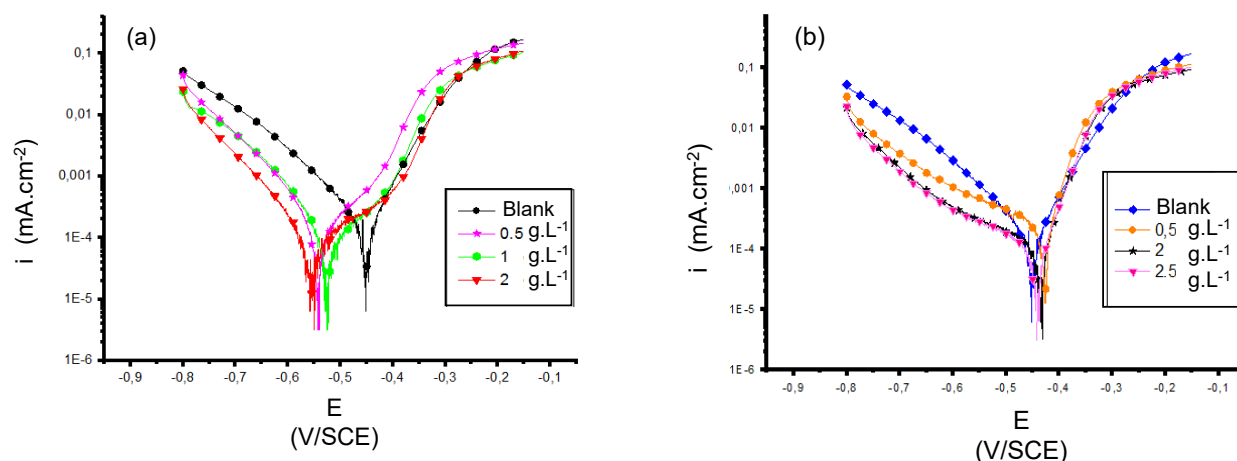 (a)
0,1
0,01
0,001
1E-4
1E-5
1E-6
i (mA.cm-2)
-0,9 -0,8 -0,7 -0,6 -0,5 -0,4 -0,3 -0,2 -0,1
E
(V/SCE)
Blank
0.5 g.L-1
1 g.L-1
2 g.L-1
(b)
0,1
0,01
0,001
1E-4
1E-5
1E-6
i (mA.cm-2)
-0,9 -0,8 -0,7 -0,6 -0,5 -0,4 -0,3 -0,2 -0,1
E
(V/SCE)
Blank
0,5 g.L-1
2 g.L-1
2.5 g.L-1